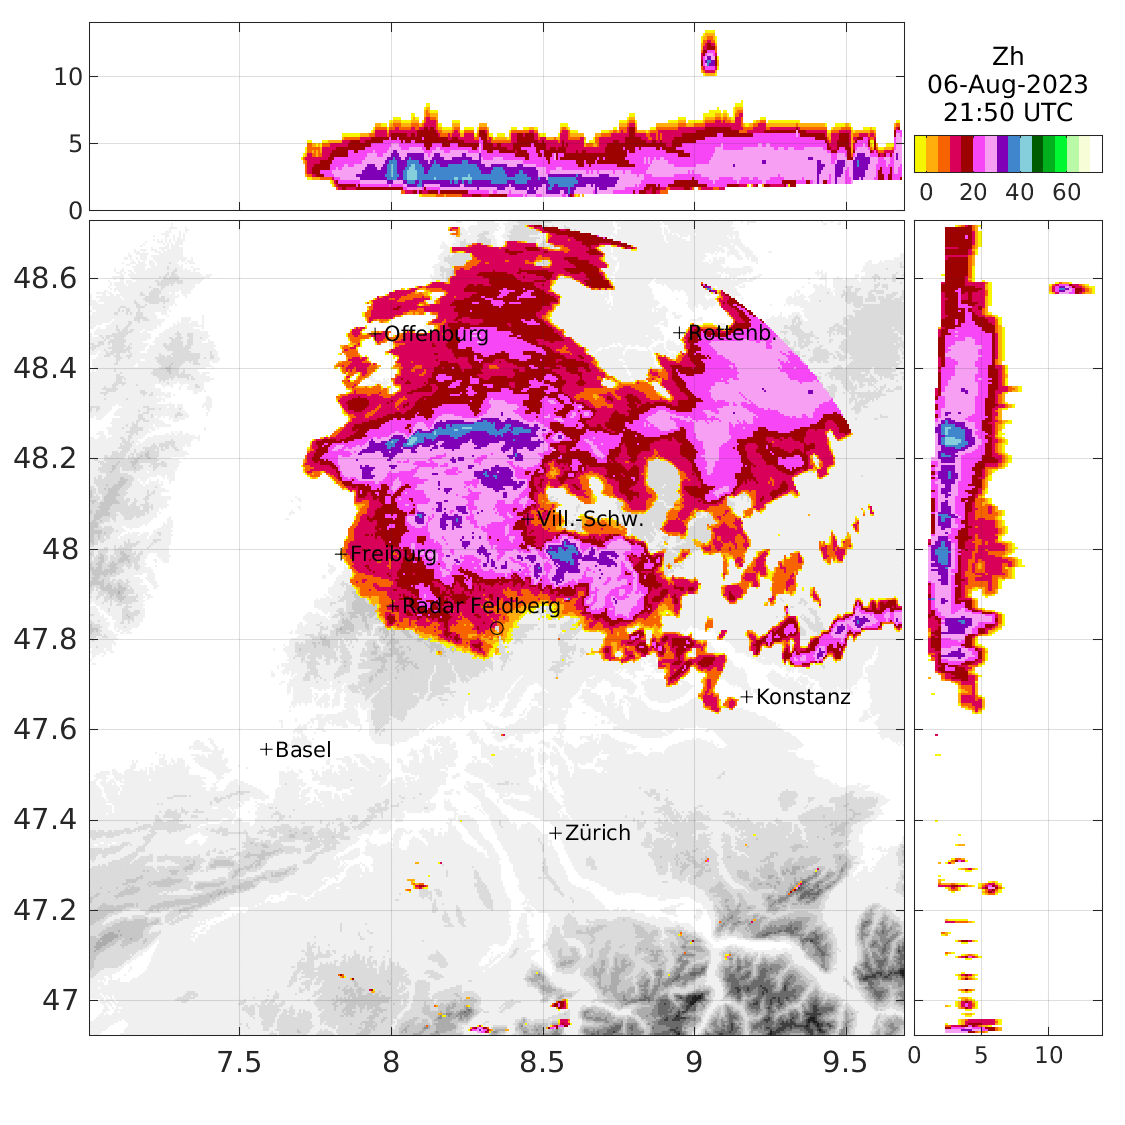 10
5
0
Zh
06-Aug-2023
21:50 UTC
0 20 40 60
48.6
48.4
48.2
48
47.8
47.6
47.4
47.2
47
+Offenburg
+Rottenb.
+Vill.-Schw.
+Freiburg
+Radar Feldberg
+Konstanz
+Basel
+Zürich
7.5 8 8.5 9 9.5
0 5 10